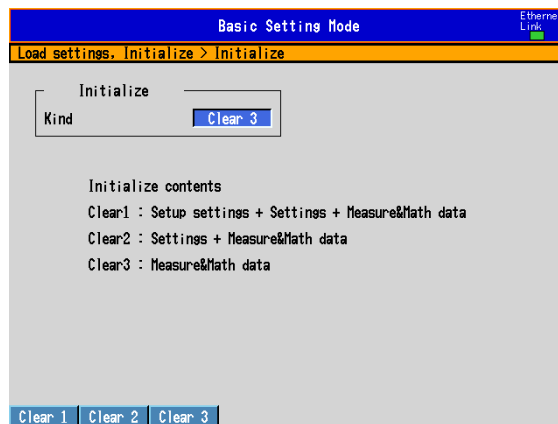 Basic Setting Mode
Etherne
Link
Load settings, Initialize > Initialize
Initialize
Kind Clear 3
Initialize contents
Clear1 : Setup settings + Settings + Measure&Math data
Clear2 : Settings + Measure&Math data
Clear3 : Measure&Math data
Clear 1 Clear 2 Clear 3